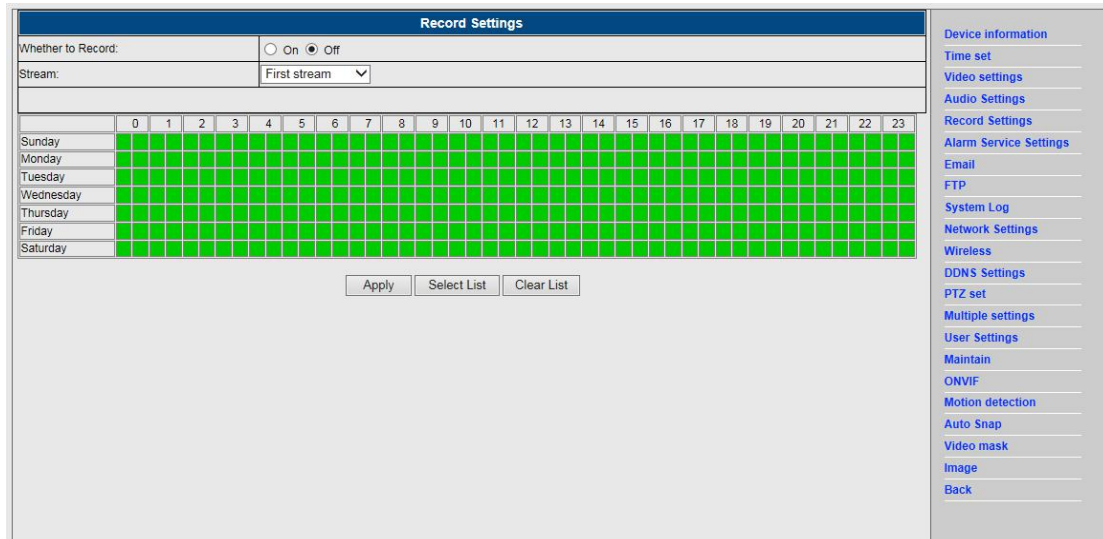 Record Settings
Whether to Record: On Off
Stream: First stream
0 1 2 3 4 5 6 7 8 9 10 11 12 13 14 15 16 17 18 19 20 21 22 23
Sunday
Monday
Tuesday
Wednesday
Thursday
Friday
Saturday
Apply Select List Clear List
Device information
Time set
Video settings
Audio Settings
Record Settings
Alarm Service Settings
Email
FTP
System Log
Network Settings
Wireless
DDNS Settings
PTZ set
Multiple settings
User Settings
Maintain
ONVIF
Motion detection
Auto Snap
Video mask
Image
Back